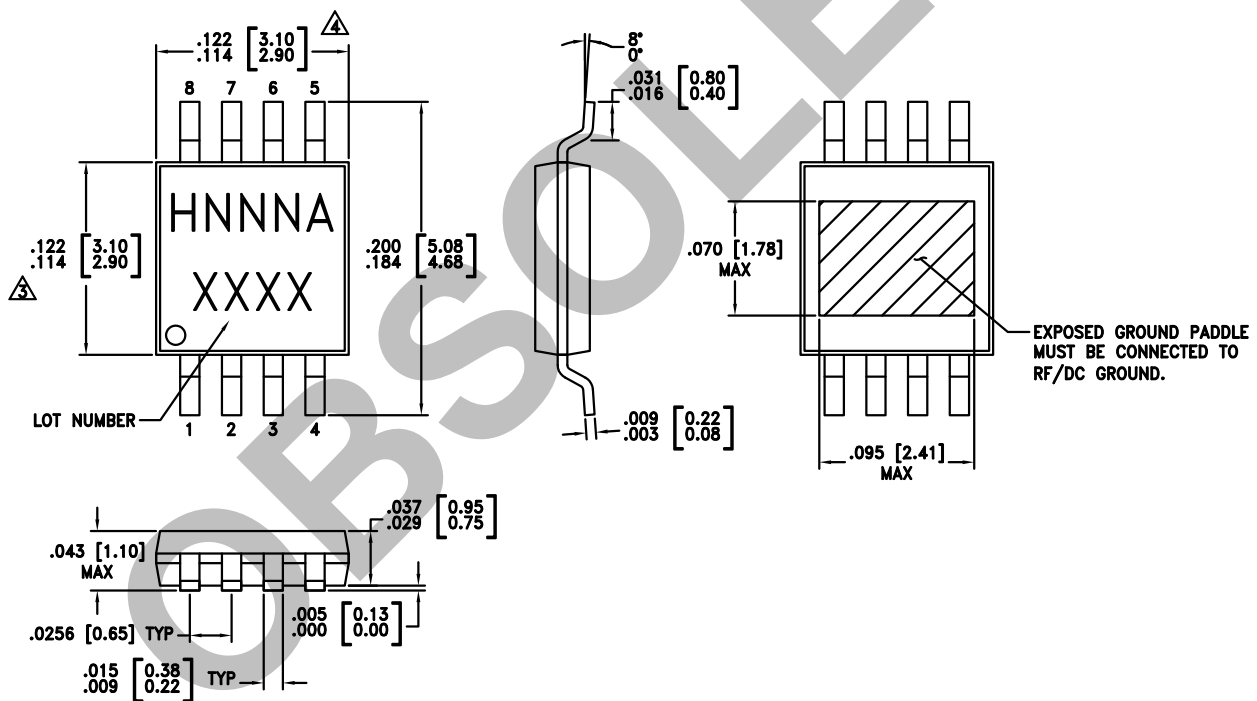 .122 [3.10]
.114 [2.90]
4
8 7 6 5
HNNNA
XXXX
.122 [3.10]
.114 [2.90]
3
.200 [5.08]
.184 [4.68]
LOT NUMBER
1 2 3 4
8°
0°
.031 [0.80]
.016 [0.40]
.009 [0.22]
.003 [0.08]
.070 [1.78]
MAX
EXPOSED GROUND PADDLE
MUST BE CONNECTED TO
RF/DC GROUND.
.095 [2.41]
MAX
.037 [0.95]
.029 [0.75]
.043 [1.10]
MAX
.005 [0.13]
.000 [0.00]
.0256 [0.65] TYP
.015 [0.38]
.009 [0.22]
TYP
OBSOLE